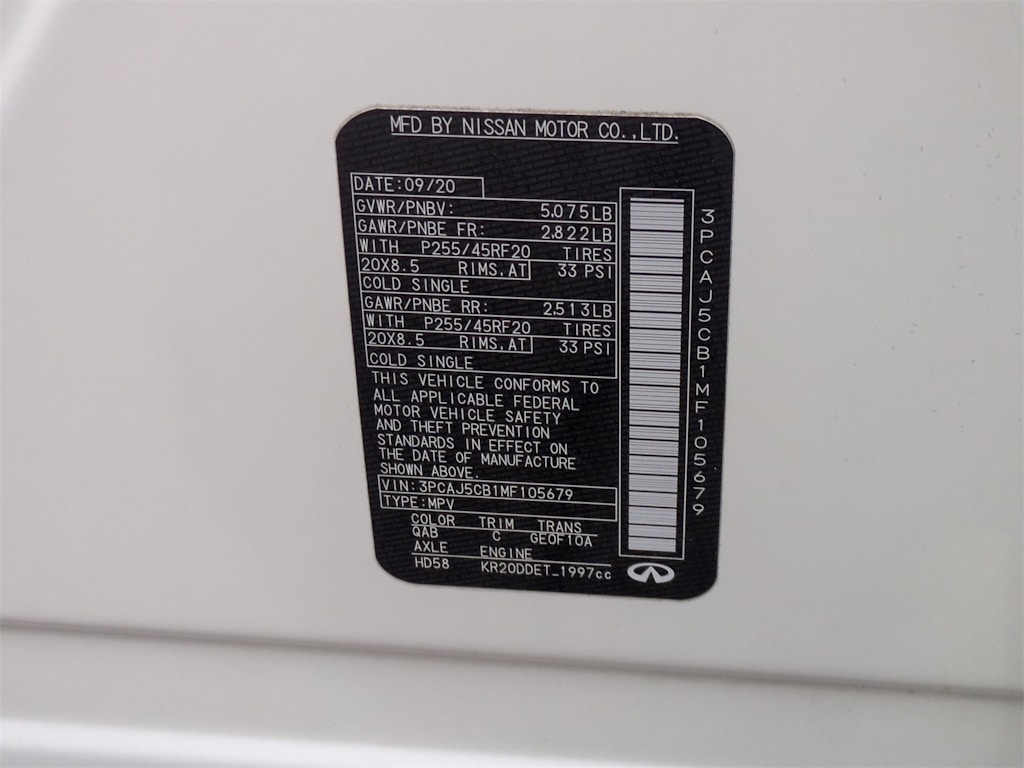 MFD BY NISSAN MOTOR CO.,LTD.
DATE:09/20
GVWR/PNBV: 5,075LB
GAWR/PNBE FR: 2,822LB
WITH P255/45RF20 TIRES
20X8.5 RIMS.AT 33 PSI
COLD SINGLE
GAWR/PNBE RR: 2,513LB
WITH P255/45RF20 TIRES
20X8.5 RIMS.AT 33 PSI
COLD SINGLE
THIS VEHICLE CONFORMS TO
ALL APPLICABLE FEDERAL
MOTOR VEHICLE SAFETY
AND THEFT PREVENTION
STANDARDS IN EFFECT ON
THE DATE OF MANUFACTURE
SHOWN ABOVE.
VIN:3PCAJ5CB1MF105679
TYPE:MPV
COLOR TRIM TRANS
QAB C GEOF10A
AXLE ENGINE
HD58 KR20DDET_1997cc
3PCAJ5CB1MF105679